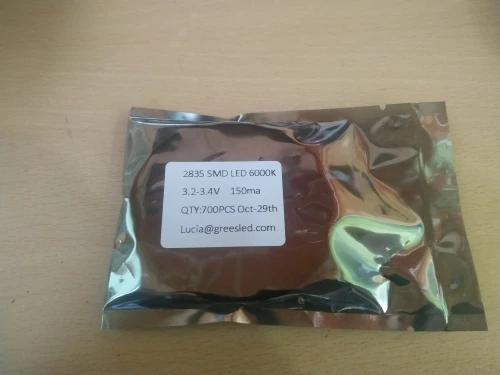 2835 SMD LED 6000K
3.2-3.4V 150ma
QTY:700PCS Oct-29th
Lucia@greesled.com